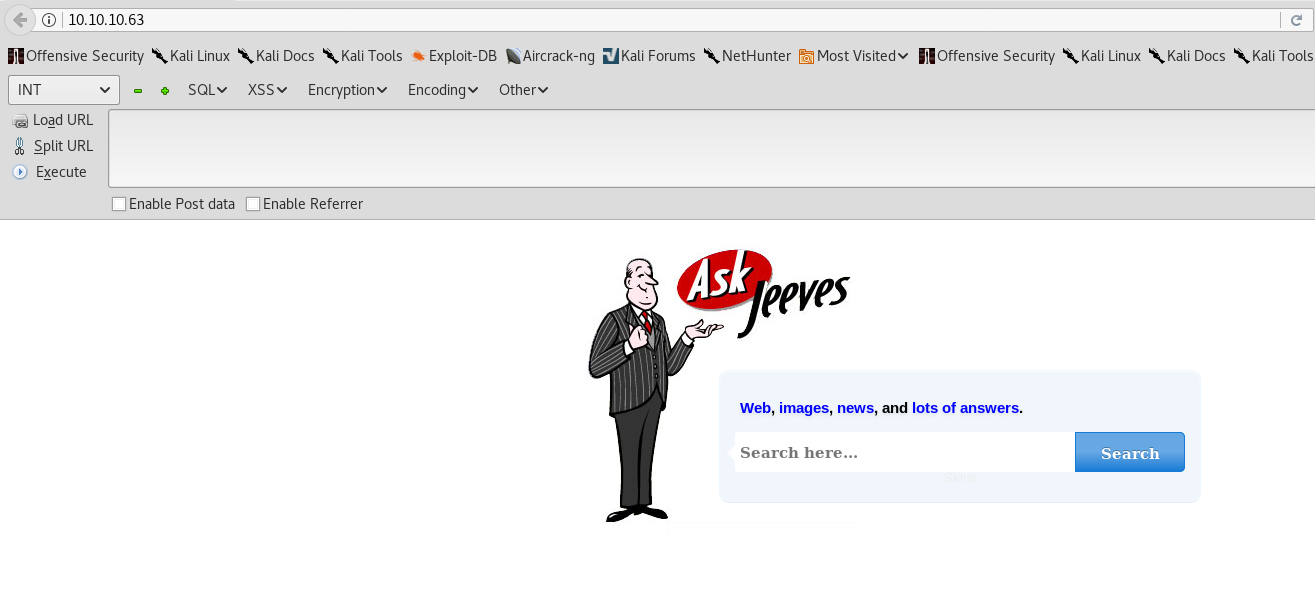 10.10.10.63
Offensive Security Kali Linux Kali Docs Kali Tools Exploit-DB Aircrack-ng Kali Forums NetHunter Most Visited Offensive Security Kali Linux Kali Docs Kali Tools
INT SQL XSS Encryption Encoding Other
Load URL
Split URL
Execute
Enable Post data Enable Referrer
Ask Jeeves
Web, images, news, and lots of answers.
Search here... Search